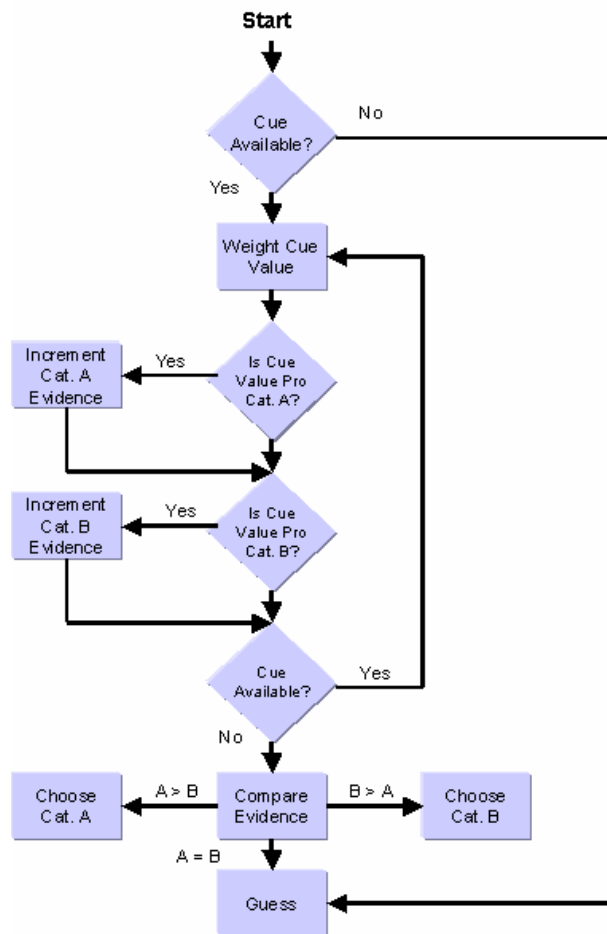 Start
Cue
Available?
No
Yes
Weight Cue
Value
Increment
Cat. A
Evidence
Yes
Is Cue
Value Pro
Cat. A?
Increment
Cat. B
Evidence
Yes
Is Cue
Value Pro
Cat. B?
Cue
Available?
Yes
No
Choose
Cat. A
A > B
Compare
Evidence
B > A
Choose
Cat. B
A = B
Guess